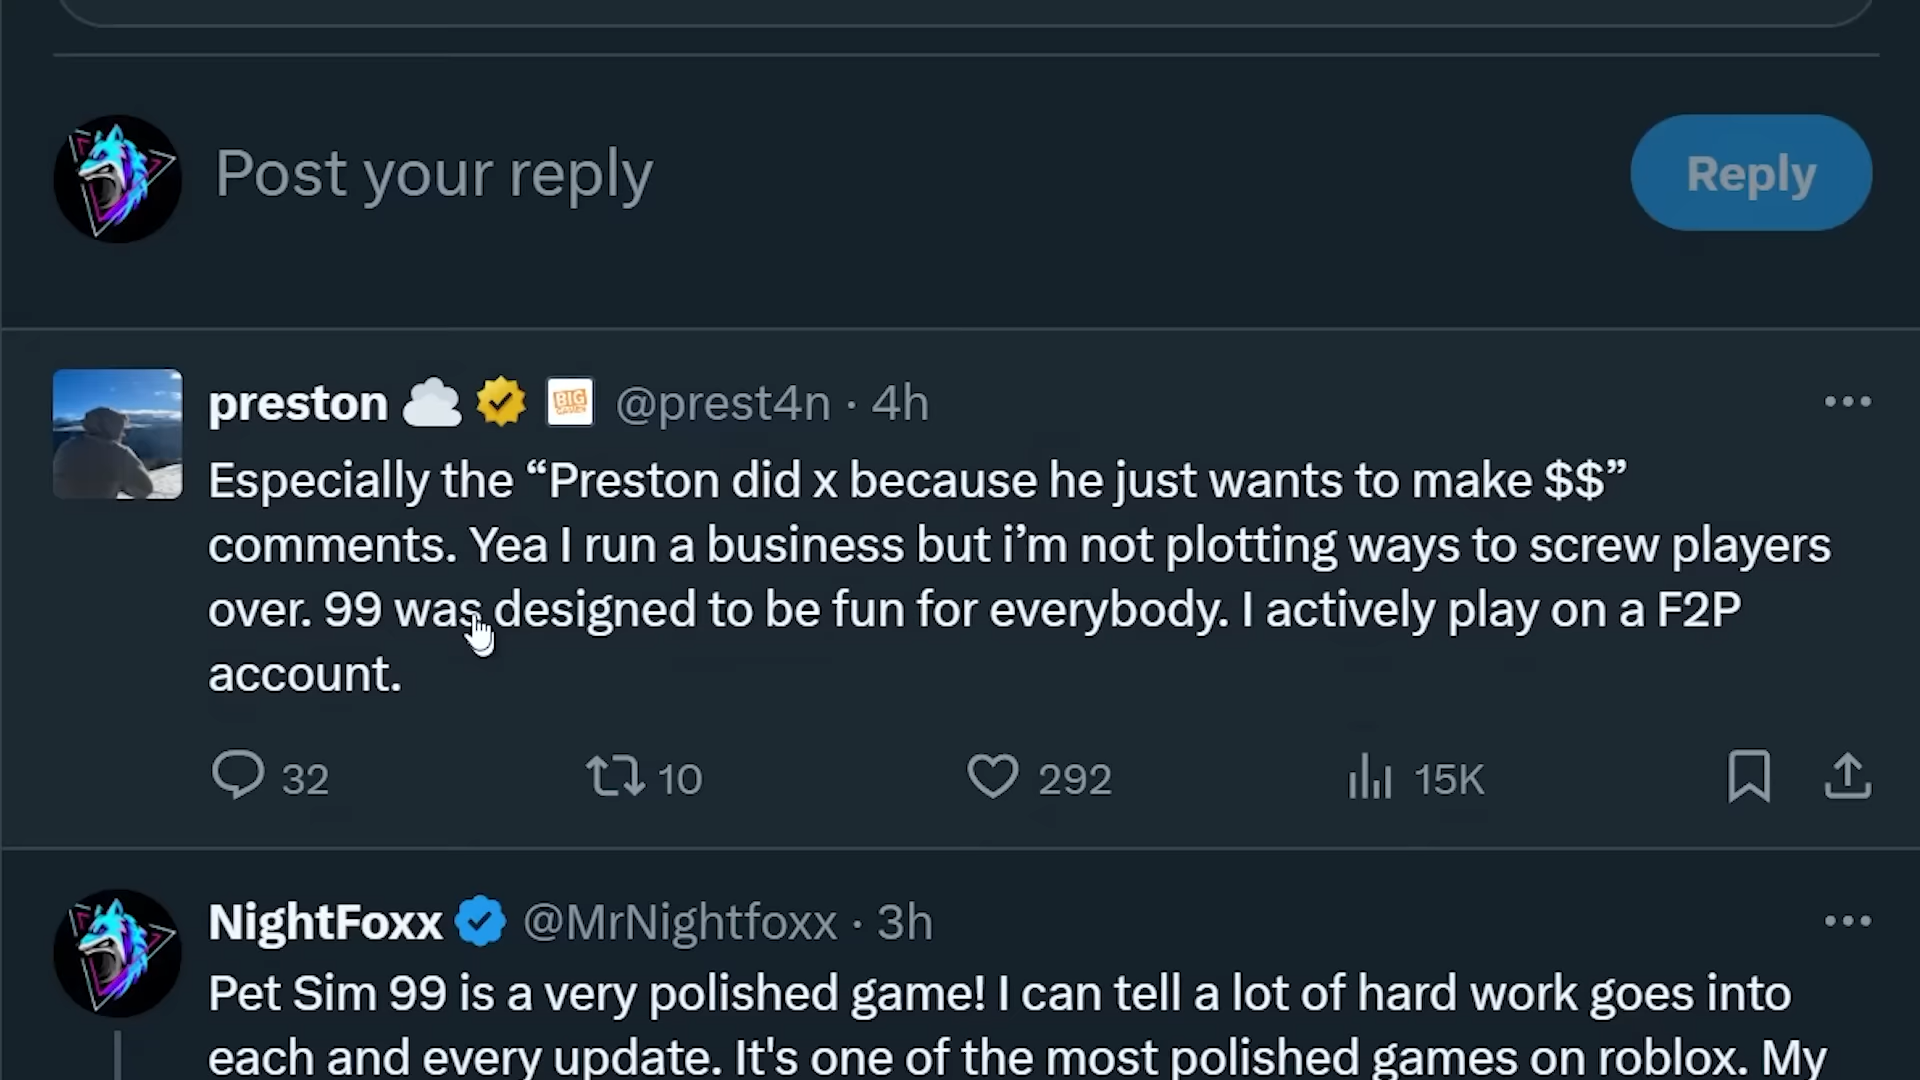 Post your reply
Reply
preston @prest4n · 4h
BIG GAMES
Especially the “Preston did x because he just wants to make $$”
comments. Yea I run a business but i’m not plotting ways to screw players
over. 99 was designed to be fun for everybody. I actively play on a F2P
account.
32 10 292 15K
NightFoxx @MrNightfoxx · 3h
Pet Sim 99 is a very polished game! I can tell a lot of hard work goes into
each and every update. It's one of the most polished games on roblox. My